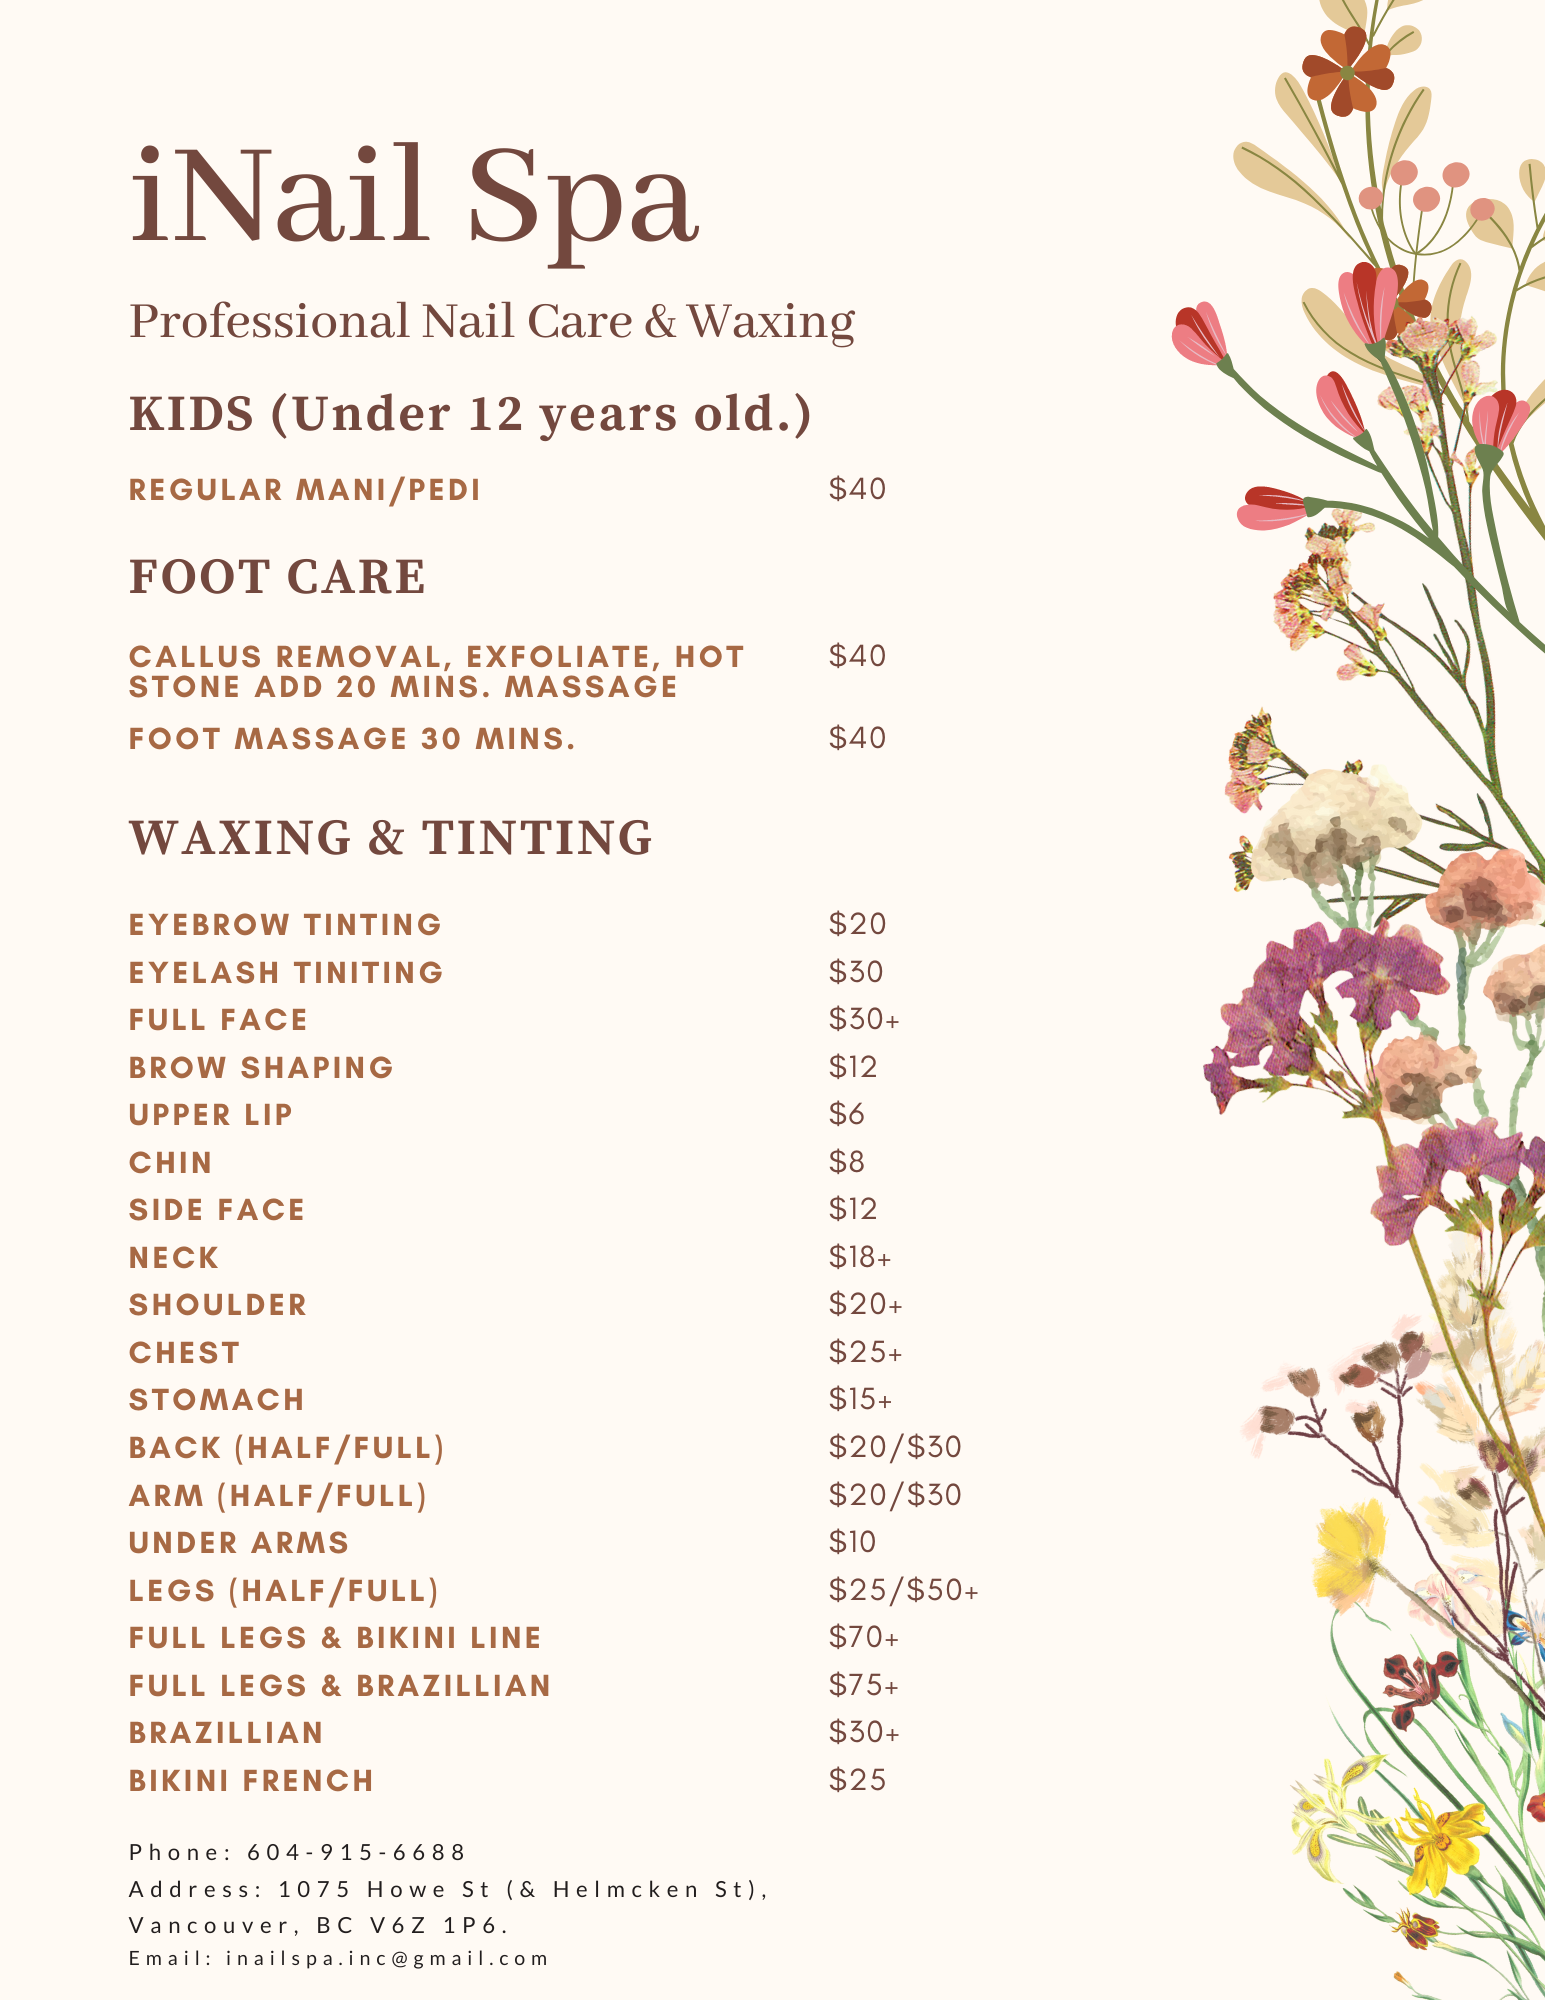 iNail Spa
Professional Nail Care & Waxing
KIDS (Under 12 years old.)
REGULAR MANI/PEDI $40
FOOT CARE
CALLUS REMOVAL, EXFOLIATE, HOT $40
STONE ADD 20 MINS. MASSAGE
FOOT MASSAGE 30 MINS. $40
WAXING & TINTING
EYEBROW TINTING $20
EYELASH TINITING $30
FULL FACE $30+
BROW SHAPING $12
UPPER LIP $6
CHIN $8
SIDE FACE $12
NECK $18+
SHOULDER $20+
CHEST $25+
STOMACH $15+
BACK (HALF/FULL) $20/$30
ARM (HALF/FULL) $20/$30
UNDER ARMS $10
LEGS (HALF/FULL) $25/$50+
FULL LEGS & BIKINI LINE $70+
FULL LEGS & BRAZILLIAN $75+
BRAZILLIAN $30+
BIKINI FRENCH $25
Phone: 604-915-6688
Address: 1075 Howe St (& Helmcken St),
Vancouver, BC V6Z 1P6.
Email: inailspa.inc@gmail.com